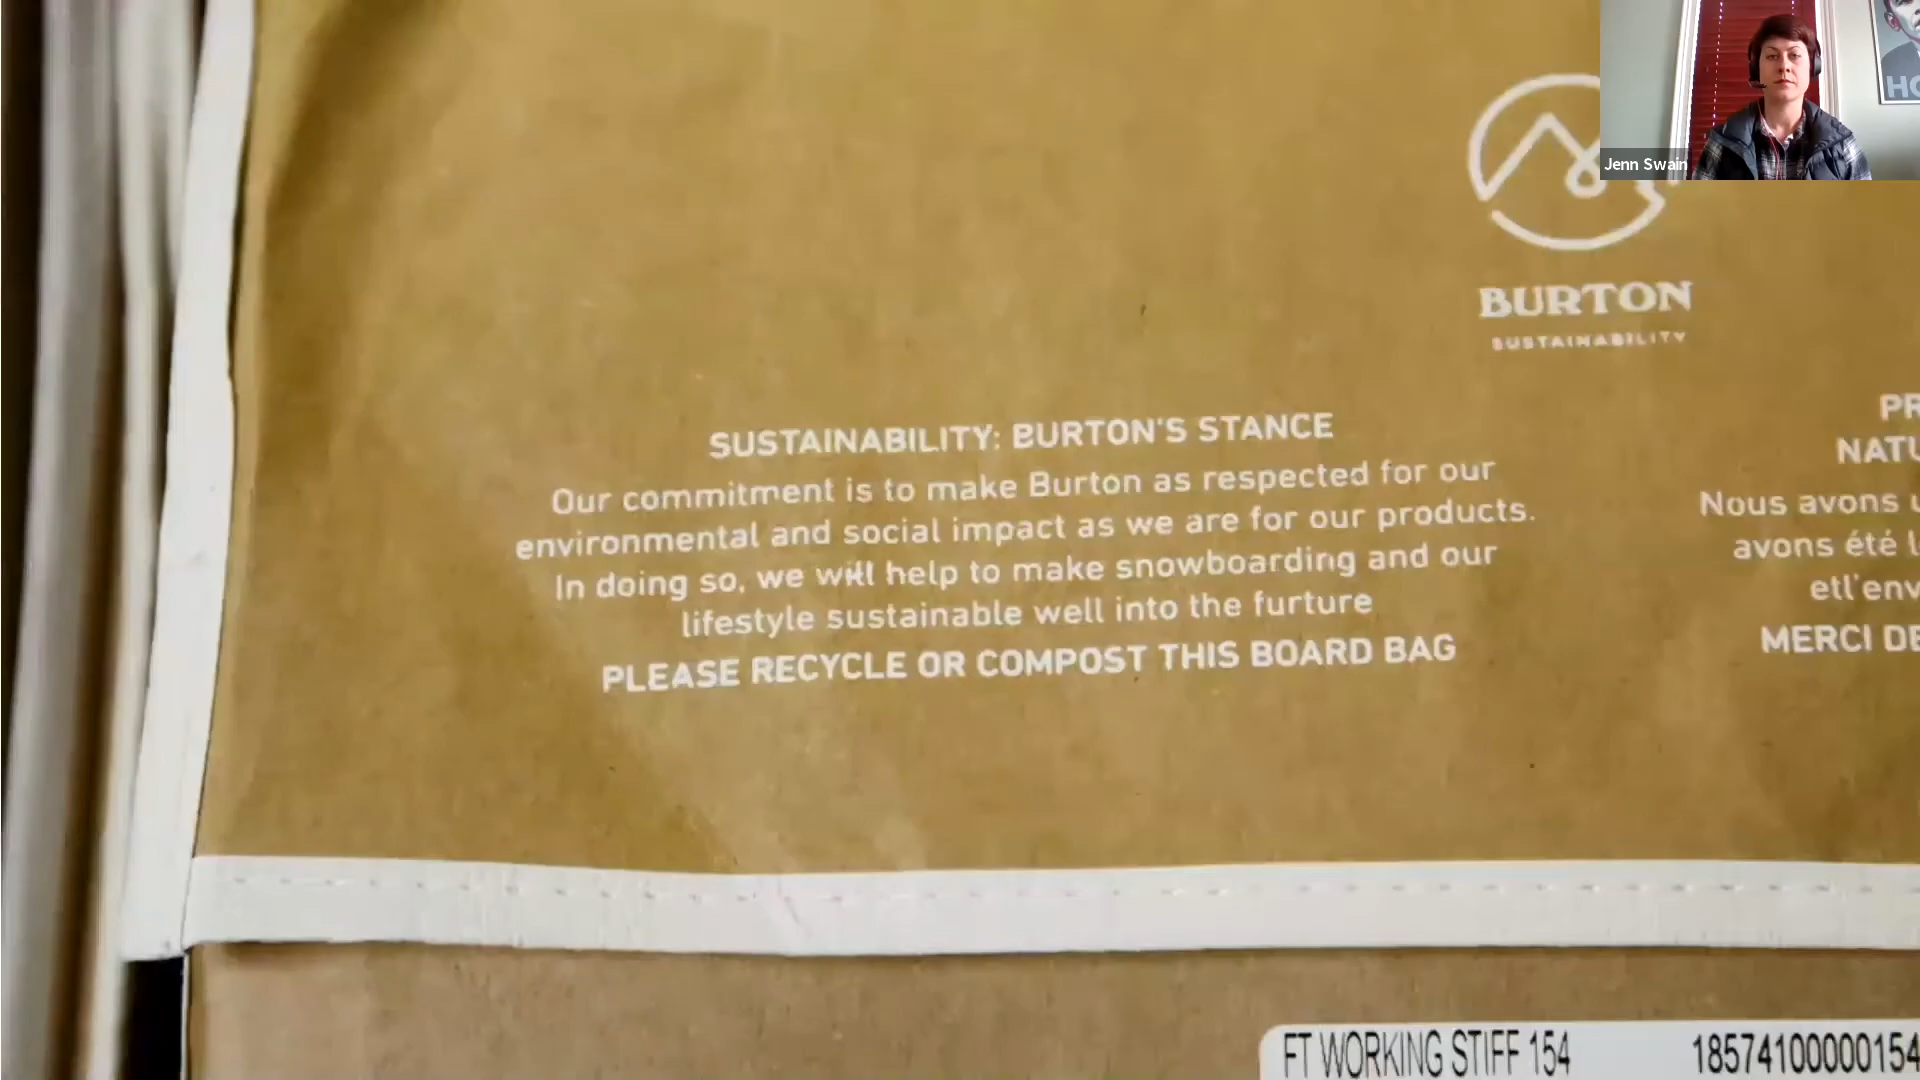 HO
Jenn Swain
BURTON
SUSTAINABILITY
SUSTAINABILITY: BURTON'S STANCE
Our commitment is to make Burton as respected for our
environmental and social impact as we are for our products.
In doing so, we will help to make snowboarding and our
lifestyle sustainable well into the furture
PLEASE RECYCLE OR COMPOST THIS BOARD BAG
PR
NATU
Nous avons u
avons été l
etl'env
MERCI DE
FT WORKING STIFF 154 18574100000154